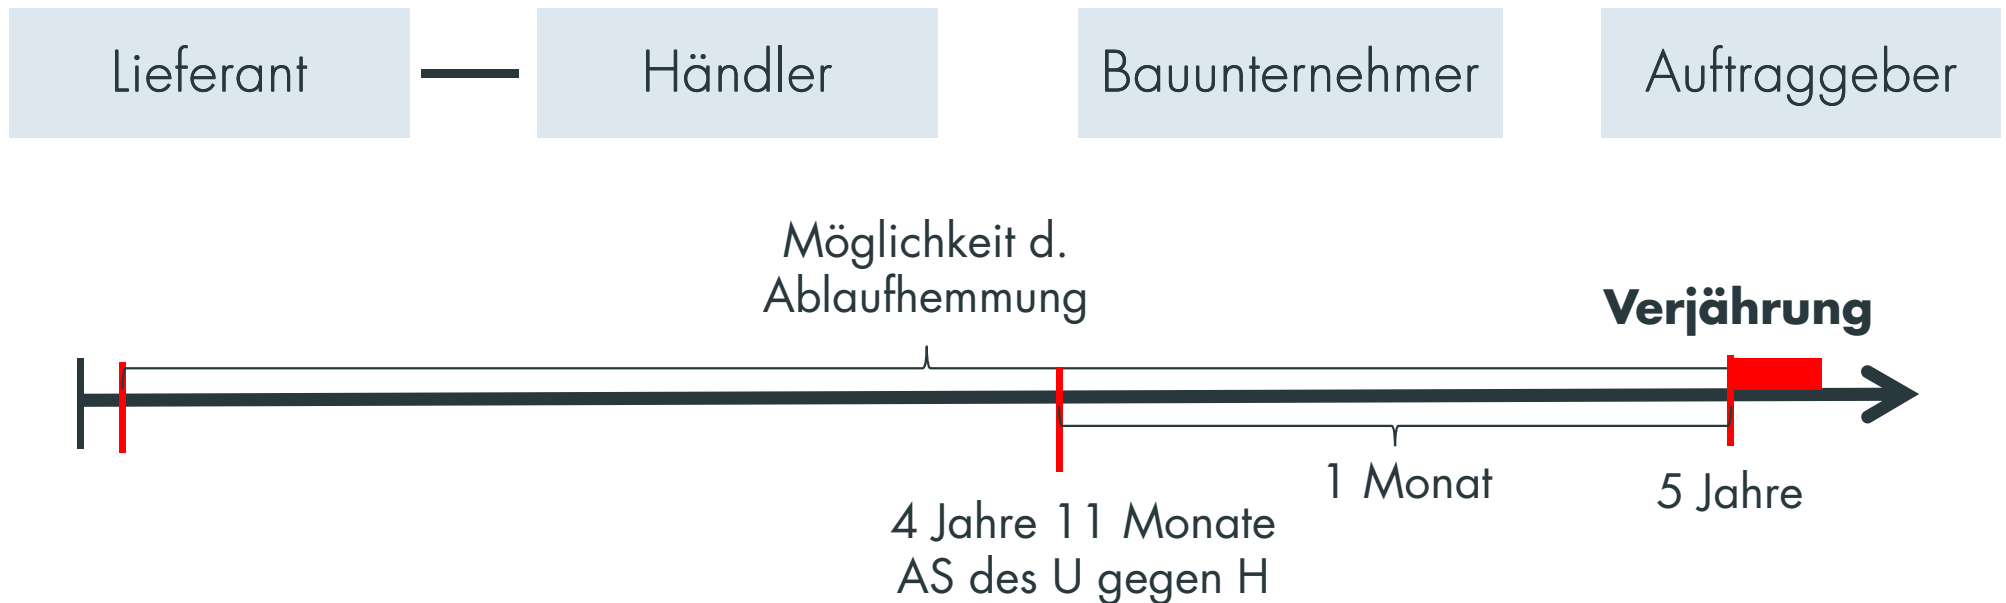 Lieferant
Händler
Bauunternehmer
Auftraggeber
Möglichkeit d.
Ablaufhemmung
Verjährung
1 Monat
5 Jahre
4 Jahre 11 Monate
AS des U gegen H